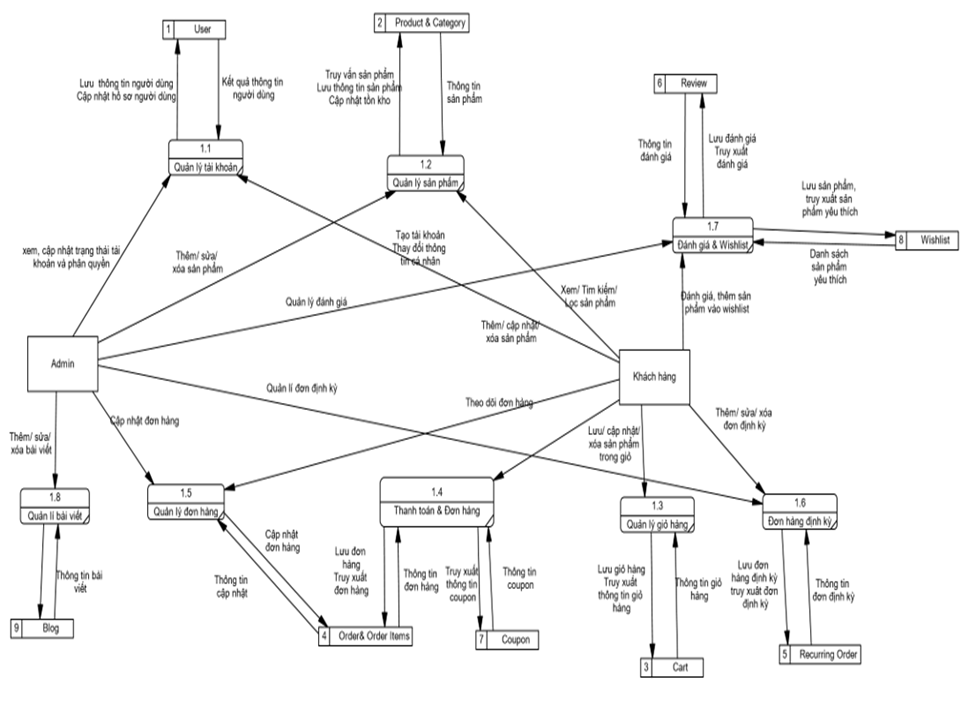 1 User
2 Product & Category
Lưu thông tin người dùng
Cập nhật hồ sơ người dùng
Kết quả thông tin
người dùng
Truy vấn sản phẩm
Lưu thông tin sản phẩm
Cập nhật tồn kho
Thông tin
sản phẩm
6 Review
Thông tin
đánh giá
Lưu đánh giá
Truy xuất
đánh giá
1.1
Quản lý tài khoản
1.2
Quản lý sản phẩm
Lưu sản phẩm,
truy xuất sản
phẩm yêu thích
1.7
Đánh giá & Wishlist
8 Wishlist
Danh sách
sản phẩm
yêu thích
xem, cập nhật trạng thái tài
khoản và phân quyền
Thêm/ sửa/
xóa sản phẩm
Tạo tài khoản
Thay đổi thông
tin cá nhân
Quản lý đánh giá
Xem/ Tìm kiếm/
Lọc sản phẩm
Đánh giá, thêm sản
phẩm vào wishlist
Thêm/ cập nhật/
xóa sản phẩm
Admin
Khách hàng
Quản lí đơn định kỳ
Theo dõi đơn hàng
Cập nhật đơn hàng
Thêm/ sửa/
xóa bài viết
Lưu/ cập nhật/
xóa sản phẩm
trong giỏ
Thêm/ sửa/ xóa
đơn định kỳ
1.8
Quản lí bài viết
1.5
Quản lý đơn hàng
1.4
Thanh toán & Đơn hàng
1.3
Quản lý giỏ hàng
1.6
Đơn hàng định kỳ
Thông tin bài
viết
Cập nhật
đơn hàng
Thông tin
cập nhật
Lưu đơn
hàng
Truy xuất
đơn hàng
Thông tin
đơn hàng
Truy xuất
thông tin
coupon
Thông tin
coupon
Lưu giỏ hàng
Truy xuất
thông tin giỏ
hàng
Thông tin giỏ
hàng
Lưu đơn
hàng định kỳ
truy xuất đơn
định kỳ
Thông tin
đơn định kỳ
9 Blog
4 Order& Order Items
7 Coupon
3 Cart
5 Recurring Order